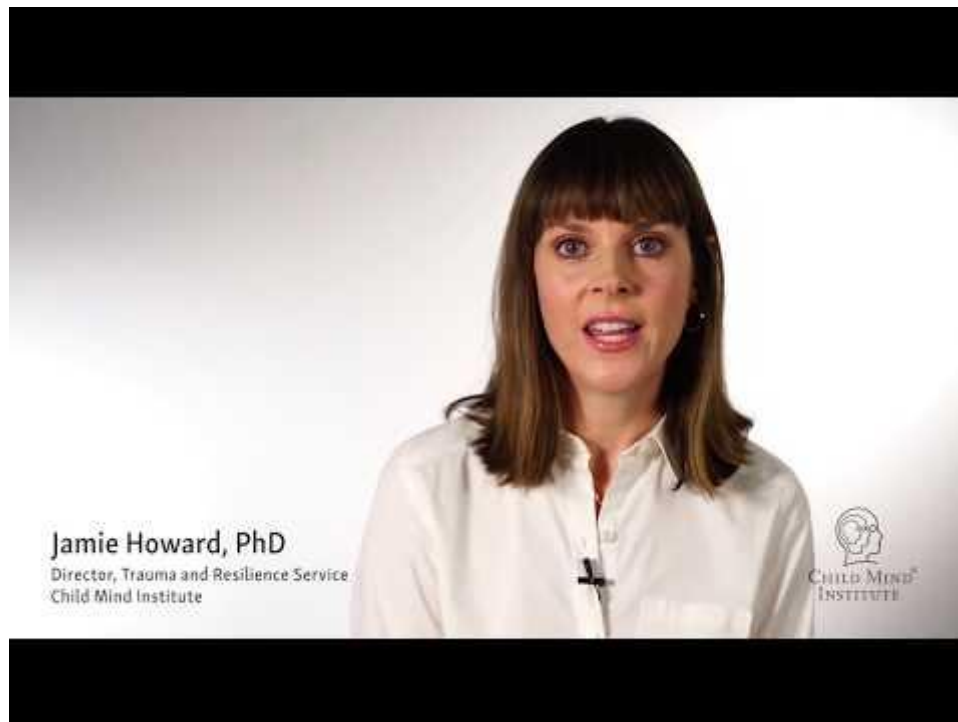 Jamie Howard, PhD
Director, Trauma and Resilience Service
Child Mind Institute
CHILD MIND®
INSTITUTE